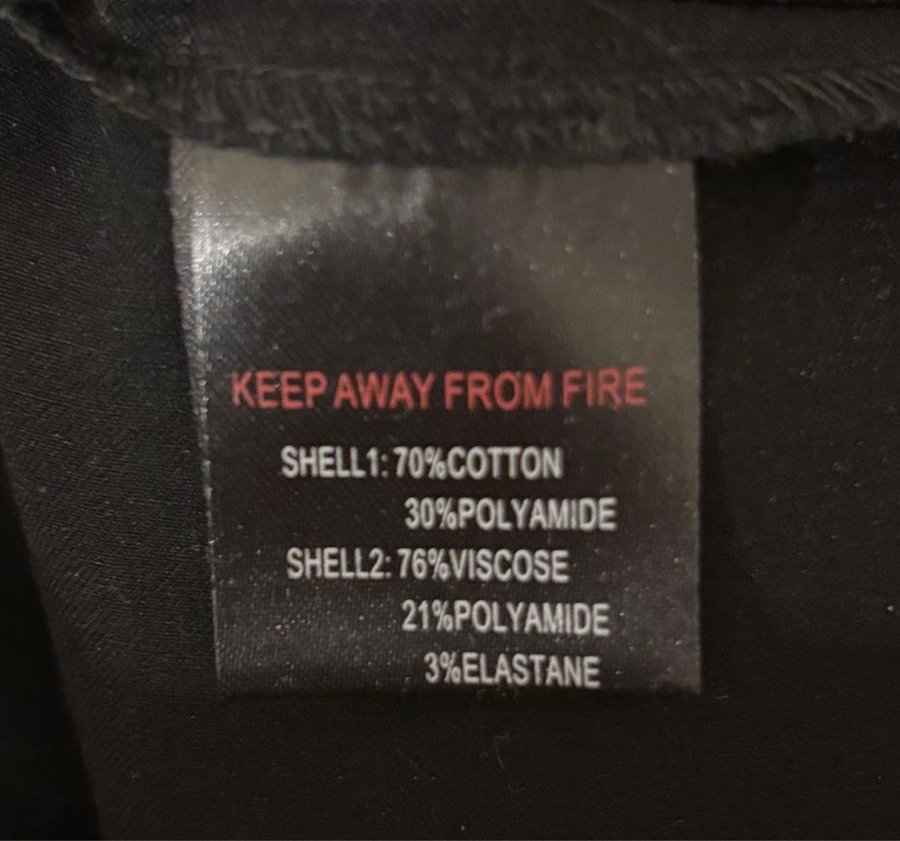 KEEP AWAY FROM FIRE
SHELL1: 70%COTTON
30%POLYAMIDE
SHELL2: 76%VISCOSE
21%POLYAMIDE
3%ELASTANE